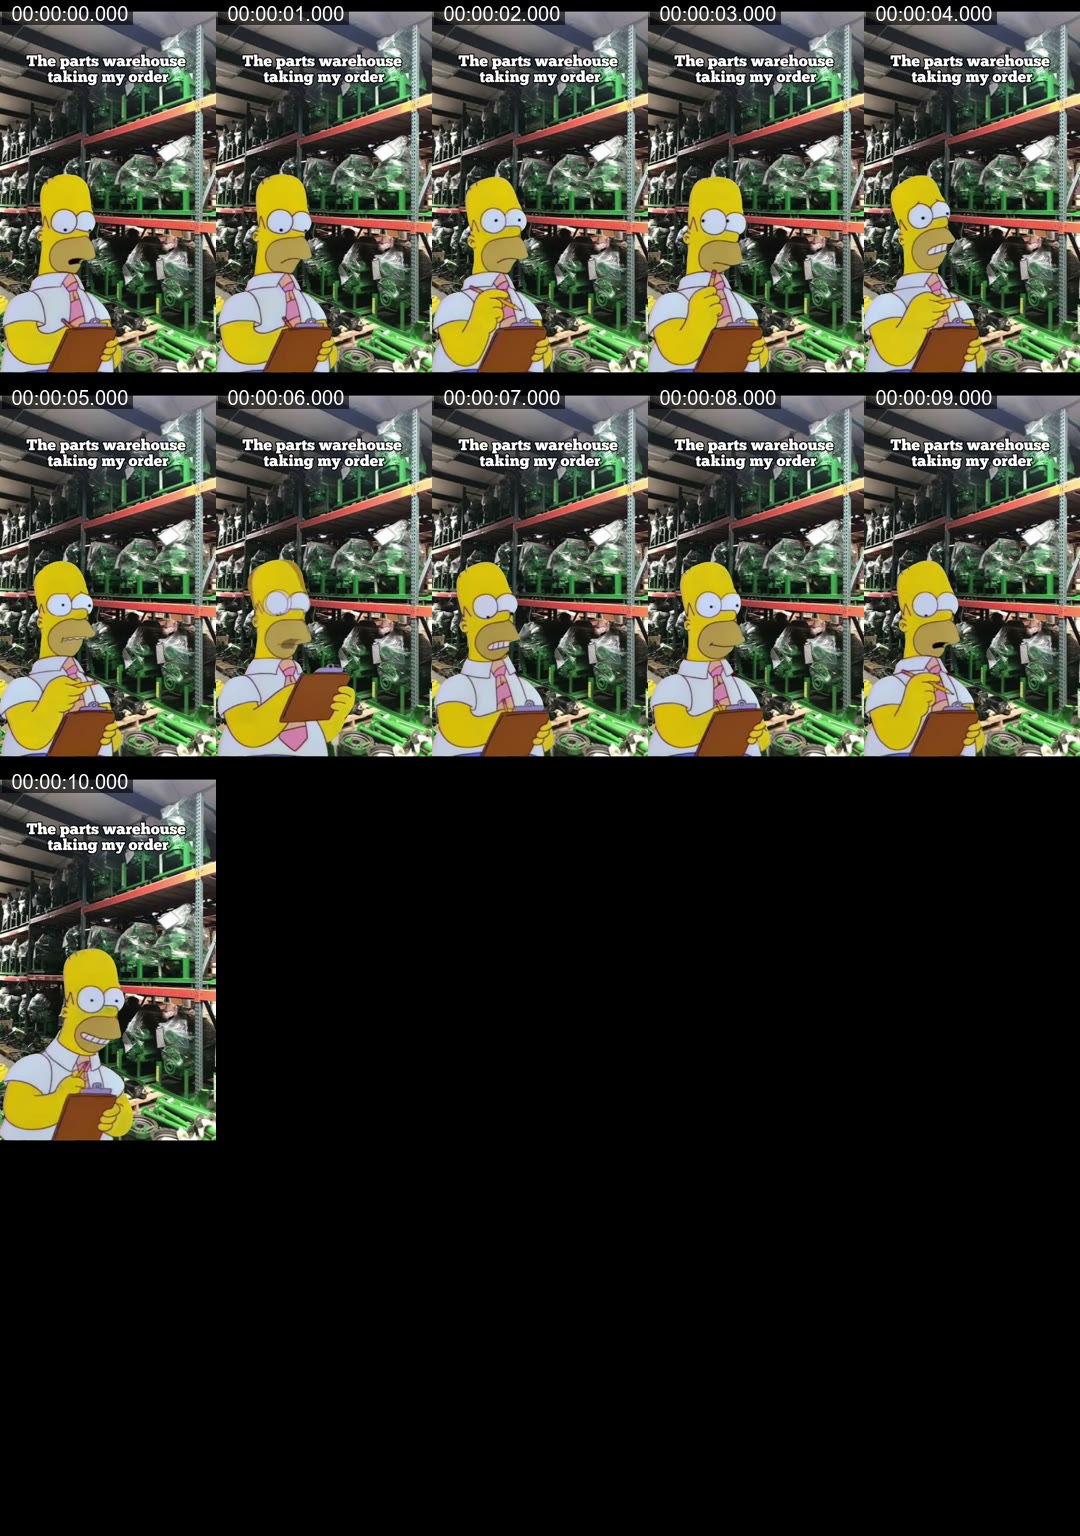 00:00:00.000
00:00:01.000
00:00:02.000
00:00:03.000
00:00:04.000
The parts warehouse
taking my order
The parts warehouse
taking my order
The parts warehouse
taking my order
The parts warehouse
taking my order
The parts warehouse
taking my order
00:00:05.000
00:00:06.000
00:00:07.000
00:00:08.000
00:00:09.000
The parts warehouse
taking my order
The parts warehouse
taking my order
The parts warehouse
taking my order
The parts warehouse
taking my order
The parts warehouse
taking my order
00:00:10.000
The parts warehouse
taking my order